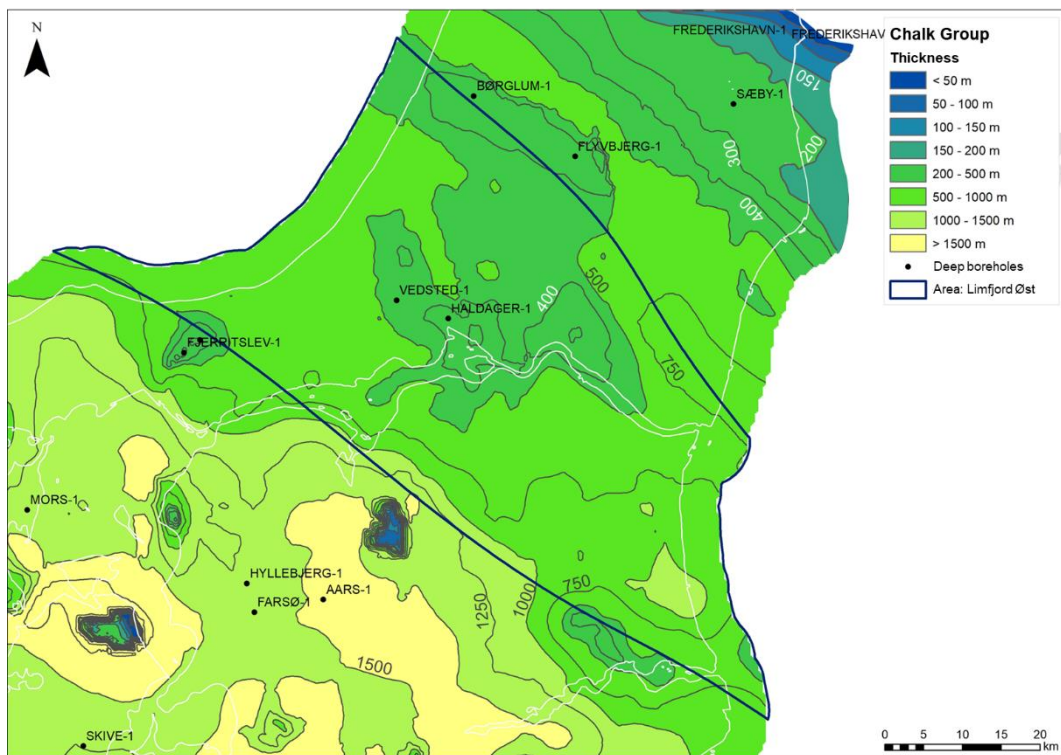 N
FREDERIKSHAVN-1
FREDERIKSHAV
BØRGLUM-1
SÆBY-1
150
200
300
400
FLYVBJERG-1
VEDSTED-1
HALDAGER-1
400
500
750
FJERRITSLEV-1
MORS-1
HYLLEBJERG-1
FARSØ-1
AARS-1
1250
1000
750
1500
SKIVE-1
Chalk Group
Thickness
< 50 m
50 - 100 m
100 - 150 m
150 - 200 m
200 - 500 m
500 - 1000 m
1000 - 1500 m
> 1500 m
Deep boreholes
Area: Limfjord Øst
0 5 10 15 20
km